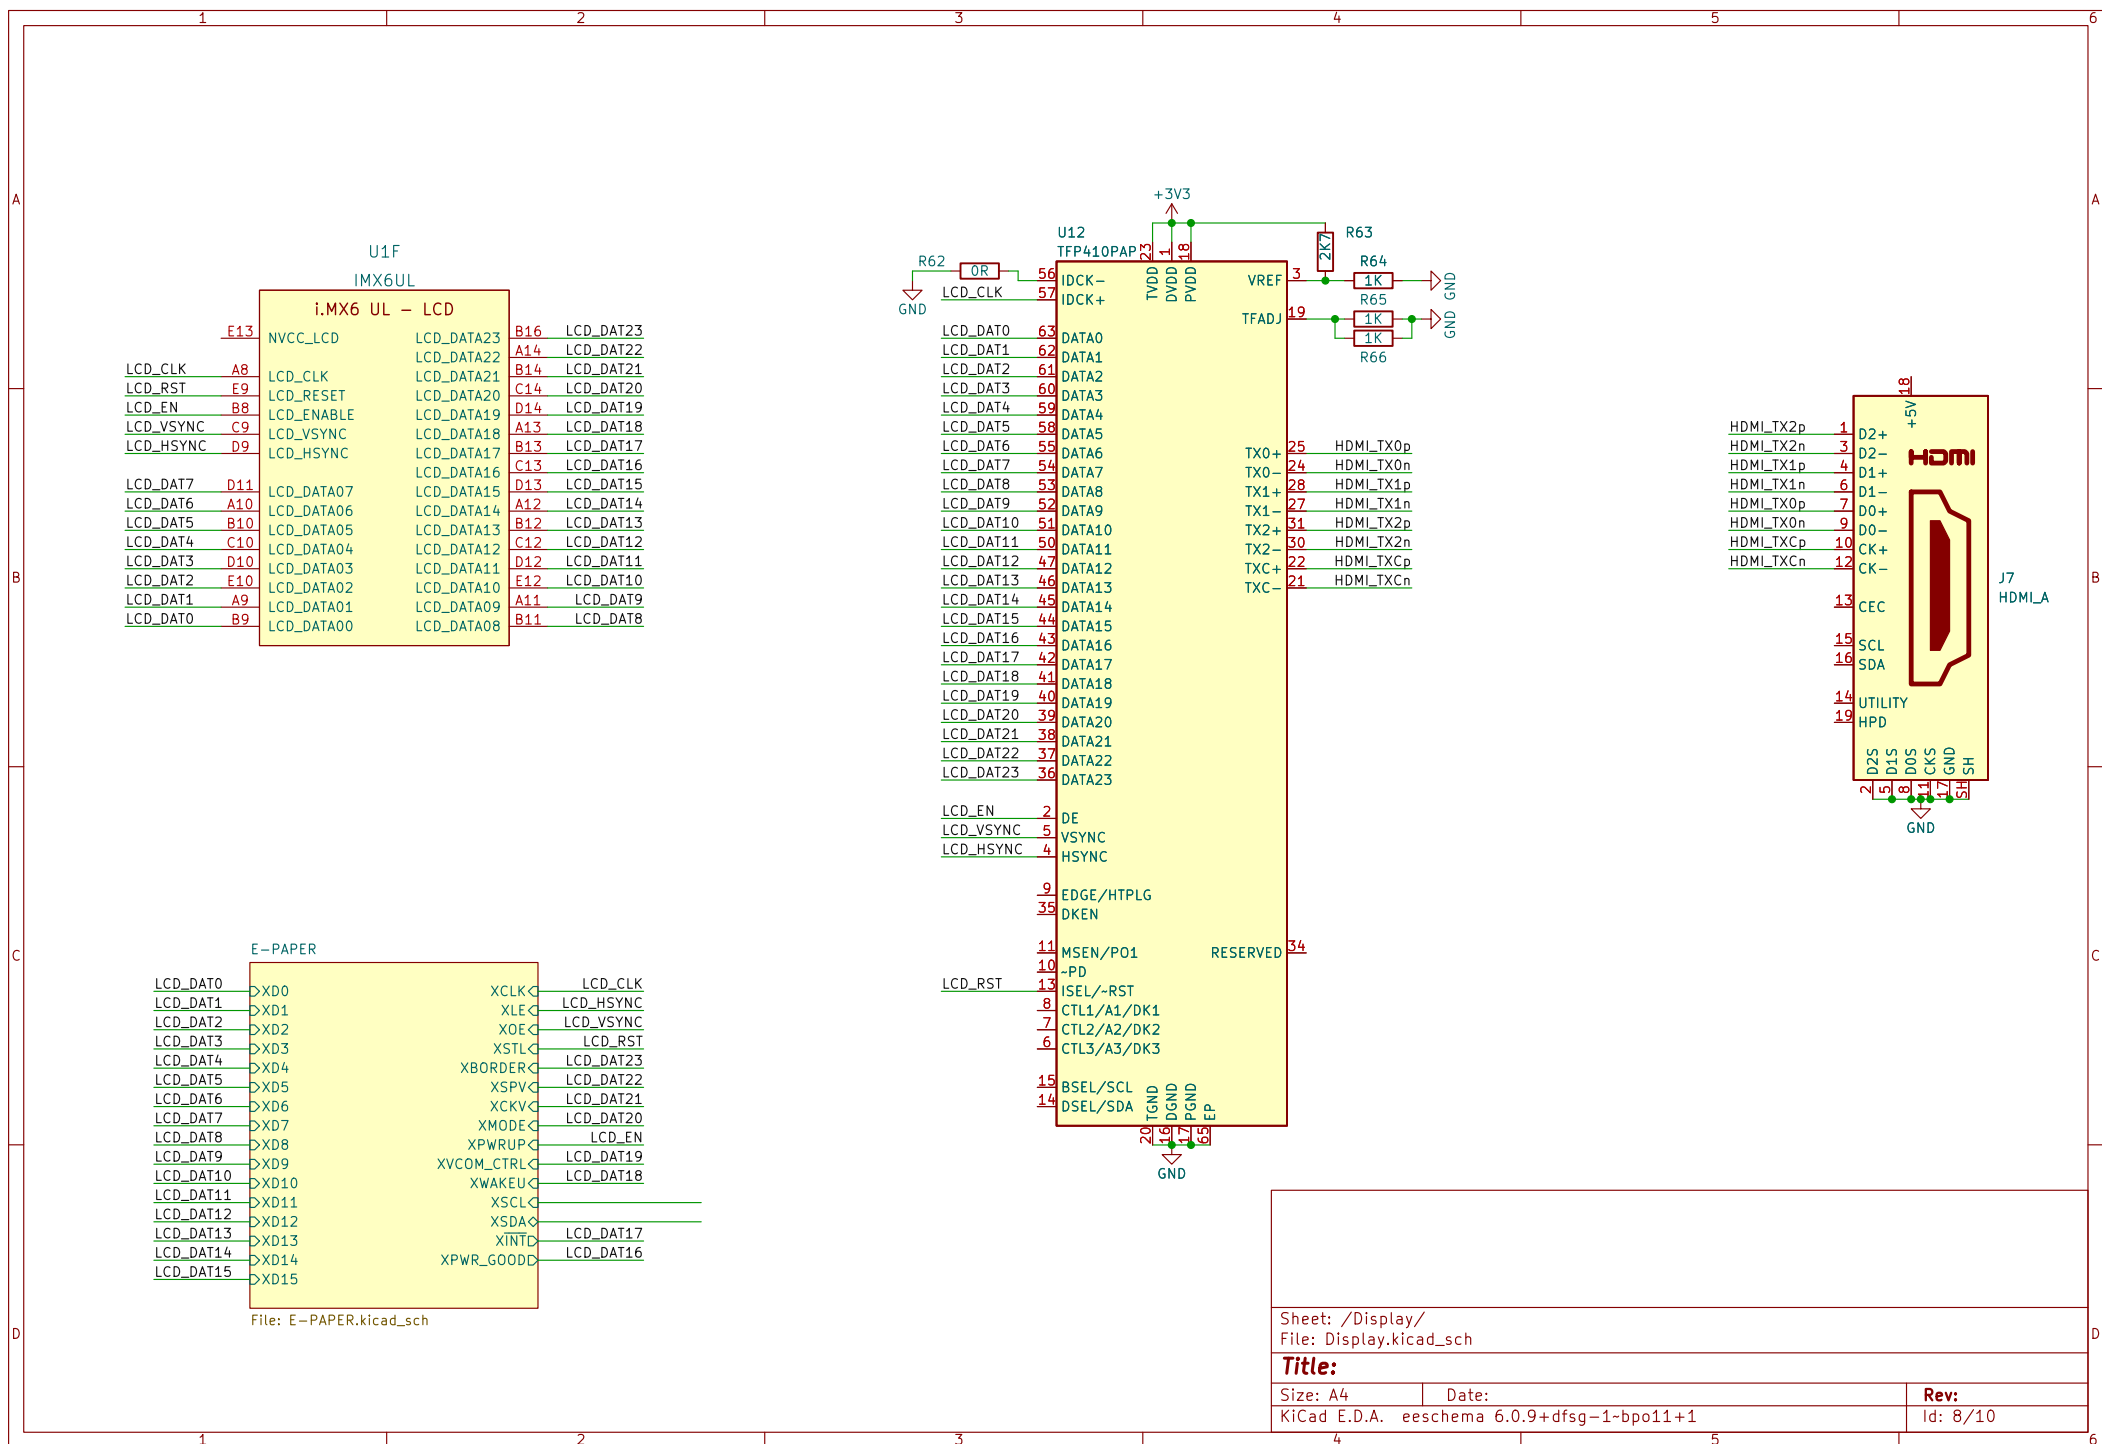 1 2 3 4 5 6
A
B
C
D
U1F
IMX6UL
i.MX6 UL - LCD
E13 NVCC_LCD LCD_DATA23 B16 LCD_DAT23
LCD_DATA22 A14 LCD_DAT22
LCD_CLK A8 LCD_CLK LCD_DATA21 B14 LCD_DAT21
LCD_RST E9 LCD_RESET LCD_DATA20 C14 LCD_DAT20
LCD_EN B8 LCD_ENABLE LCD_DATA19 D14 LCD_DAT19
LCD_VSYNC C9 LCD_VSYNC LCD_DATA18 A13 LCD_DAT18
LCD_HSYNC D9 LCD_HSYNC LCD_DATA17 B13 LCD_DAT17
LCD_DATA16 C13 LCD_DAT16
LCD_DAT7 D11 LCD_DATA07 LCD_DATA15 D13 LCD_DAT15
LCD_DAT6 A10 LCD_DATA06 LCD_DATA14 A12 LCD_DAT14
LCD_DAT5 B10 LCD_DATA05 LCD_DATA13 B12 LCD_DAT13
LCD_DAT4 C10 LCD_DATA04 LCD_DATA12 C12 LCD_DAT12
LCD_DAT3 D10 LCD_DATA03 LCD_DATA11 D12 LCD_DAT11
LCD_DAT2 E10 LCD_DATA02 LCD_DATA10 E12 LCD_DAT10
LCD_DAT1 A9 LCD_DATA01 LCD_DATA09 A11 LCD_DAT9
LCD_DAT0 B9 LCD_DATA00 LCD_DATA08 B11 LCD_DAT8
E-PAPER
LCD_DAT0 XD0 XCLK LCD_CLK
LCD_DAT1 XD1 XLE LCD_HSYNC
LCD_DAT2 XD2 XOE LCD_VSYNC
LCD_DAT3 XD3 XSTL LCD_RST
LCD_DAT4 XD4 XBORDER LCD_DAT23
LCD_DAT5 XD5 XSPV LCD_DAT22
LCD_DAT6 XD6 XCKV LCD_DAT21
LCD_DAT7 XD7 XMODE LCD_DAT20
LCD_DAT8 XD8 XPWRUP LCD_EN
LCD_DAT9 XD9 XVCOM_CTRL LCD_DAT19
LCD_DAT10 XD10 XWAKEU LCD_DAT18
LCD_DAT11 XD11 XSCL
LCD_DAT12 XD12 XSDA
LCD_DAT13 XD13 XINT LCD_DAT17
LCD_DAT14 XD14 XPWR_GOOD LCD_DAT16
LCD_DAT15 XD15
File: E-PAPER.kicad_sch
+3V3
U12
TFP410PAP
23 1 18
TVDD DVDD PVDD
R62 0R GND
R63 2K7
R64 1K GND
R65 1K GND
1K R66
56 IDCK- VREF 3
LCD_CLK 57 IDCK+
TFADJ 19
LCD_DAT0 63 DATA0
LCD_DAT1 62 DATA1
LCD_DAT2 61 DATA2
LCD_DAT3 60 DATA3
LCD_DAT4 59 DATA4
LCD_DAT5 58 DATA5
LCD_DAT6 55 DATA6 TX0+ 25 HDMI_TX0p
LCD_DAT7 54 DATA7 TX0- 24 HDMI_TX0n
LCD_DAT8 53 DATA8 TX1+ 28 HDMI_TX1p
LCD_DAT9 52 DATA9 TX1- 27 HDMI_TX1n
LCD_DAT10 51 DATA10 TX2+ 31 HDMI_TX2p
LCD_DAT11 50 DATA11 TX2- 30 HDMI_TX2n
LCD_DAT12 47 DATA12 TXC+ 22 HDMI_TXCp
LCD_DAT13 46 DATA13 TXC- 21 HDMI_TXCn
LCD_DAT14 45 DATA14
LCD_DAT15 44 DATA15
LCD_DAT16 43 DATA16
LCD_DAT17 42 DATA17
LCD_DAT18 41 DATA18
LCD_DAT19 40 DATA19
LCD_DAT20 39 DATA20
LCD_DAT21 38 DATA21
LCD_DAT22 37 DATA22
LCD_DAT23 36 DATA23
LCD_EN 2 DE
LCD_VSYNC 5 VSYNC
LCD_HSYNC 4 HSYNC
9 EDGE/HTPLG
35 DKEN
11 MSEN/PO1 RESERVED 34
10 ~PD
LCD_RST 13 ISEL/~RST
8 CTL1/A1/DK1
7 CTL2/A2/DK2
6 CTL3/A3/DK3
15 BSEL/SCL
14 DSEL/SDA
TGND DGND PGND EP
20 16 17 65
GND
18
+5V
HDMI
HDMI_TX2p 1 D2+
HDMI_TX2n 3 D2-
HDMI_TX1p 4 D1+
HDMI_TX1n 6 D1-
HDMI_TX0p 7 D0+
HDMI_TX0n 9 D0-
HDMI_TXCp 10 CK+
HDMI_TXCn 12 CK-
J7
HDMI_A
13 CEC
15 SCL
16 SDA
14 UTILITY
19 HPD
D2S D1S D0S CKS GND SH
2 5 8 11 17 SH
GND
Sheet: /Display/
File: Display.kicad_sch
Title:
Size: A4 Date: Rev:
KiCad E.D.A. eeschema 6.0.9+dfsg-1~bpo11+1 Id: 8/10
A
B
C
D
1 2 3 4 5 6